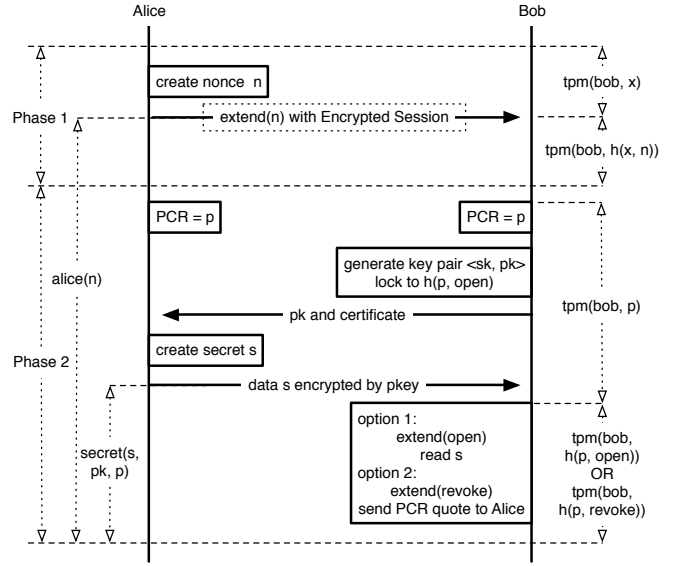 Alice
Bob
create nonce n
tpm(bob, x)
Phase 1
extend(n) with Encrypted Session
tpm(bob, h(x, n))
PCR = p
PCR = p
generate key pair <sk, pk>
lock to h(p, open)
alice(n)
pk and certificate
tpm(bob, p)
create secret s
Phase 2
data s encrypted by pkey
option 1:
extend(open)
read s
option 2:
extend(revoke)
send PCR quote to Alice
secret(s,
pk, p)
tpm(bob,
h(p, open))
OR
tpm(bob,
h(p, revoke))